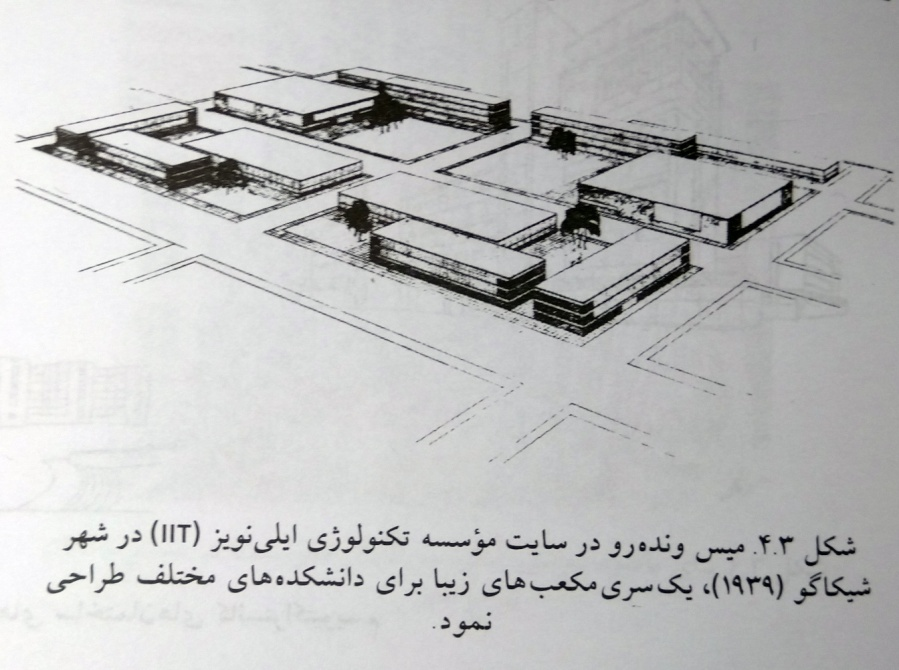 شکل ۴.۳. میس ونده‌رو در سایت مؤسسه تکنولوژی ایلی‌نویز (IIT) در شهر
شیکاگو (۱۹۳۹)، یک‌سری مکعب‌های زیبا برای دانشکده‌های مختلف طراحی
نمود.